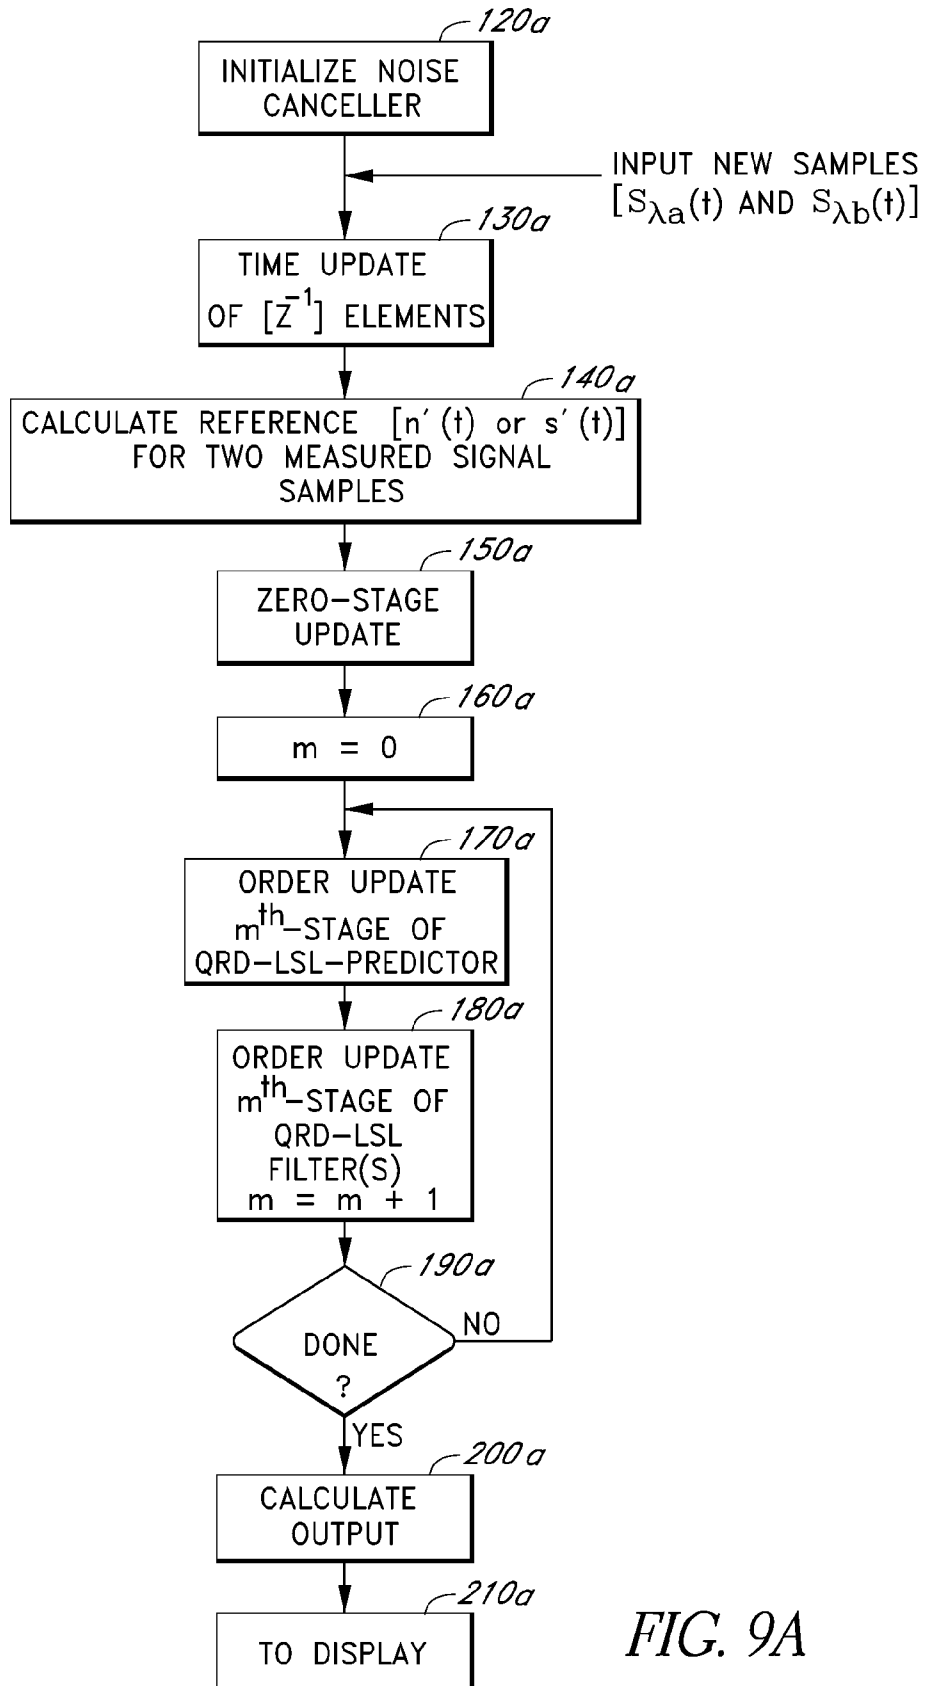 120a
INITIALIZE NOISE
CANCELLER
INPUT NEW SAMPLES
[Sλa(t) AND Sλb(t)]
130a
TIME UPDATE
OF [Z⁻¹] ELEMENTS
140a
CALCULATE REFERENCE [n'(t) or s'(t)]
FOR TWO MEASURED SIGNAL
SAMPLES
150a
ZERO-STAGE
UPDATE
160a
m = 0
170a
ORDER UPDATE
mth-STAGE OF
QRD-LSL-PREDICTOR
180a
ORDER UPDATE
mth-STAGE OF
QRD-LSL
FILTER(S)
m = m + 1
190a
NO
DONE
?
YES
200a
CALCULATE
OUTPUT
210a
TO DISPLAY
FIG. 9A